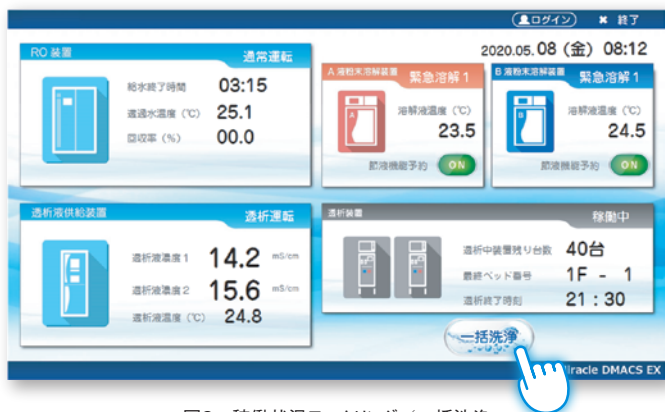 ログイン
× 終了
2020.05.08（金）08:12
RO 装置
通常運転
給水終了時間 03:15
透過水温度（℃） 25.1
回収率（%） 00.0
A 液粉末溶解装置
緊急溶解 1
溶解液温度（℃）
23.5
節液機能予約 ON
B 液粉末溶解装置
緊急溶解 1
溶解液温度（℃）
24.5
節液機能予約 ON
透析液供給装置
透析運転
透析液濃度 1 14.2 mS/cm
透析液濃度 2 15.6 mS/cm
透析液温度（℃） 24.8
透析装置
稼働中
透析中装置残り台数 40台
最終ベッド番号 1F - 1
透析終了時刻 21：30
一括洗浄
iracle DMACS EX